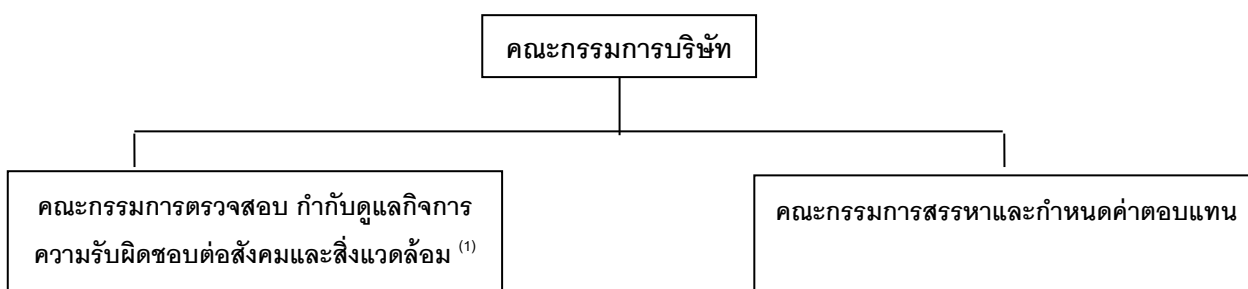 คณะกรรมการบริษัท
คณะกรรมการตรวจสอบ กำกับดูแลกิจการ
ความรับผิดชอบต่อสังคมและสิ่งแวดล้อม (1)
คณะกรรมการสรรหาและกำหนดค่าตอบแทน